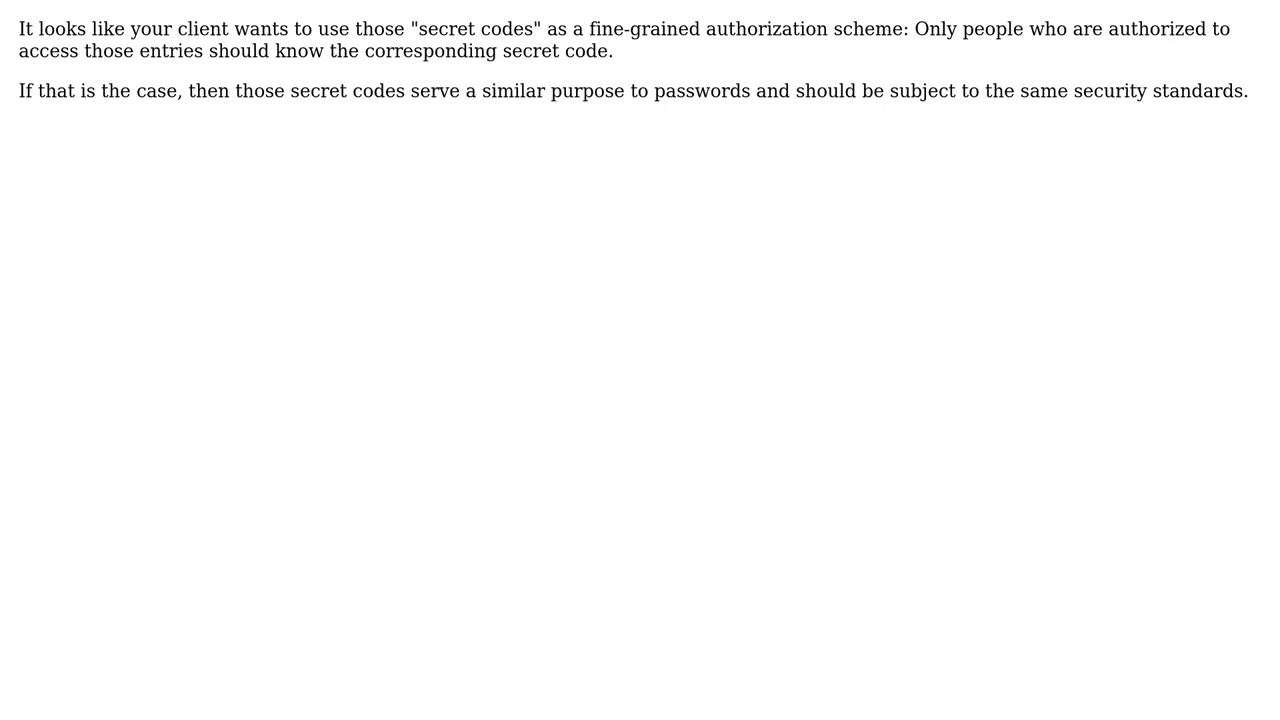 It looks like your client wants to use those "secret codes" as a fine-grained authorization scheme: Only people who are authorized to
access those entries should know the corresponding secret code.
If that is the case, then those secret codes serve a similar purpose to passwords and should be subject to the same security standards.